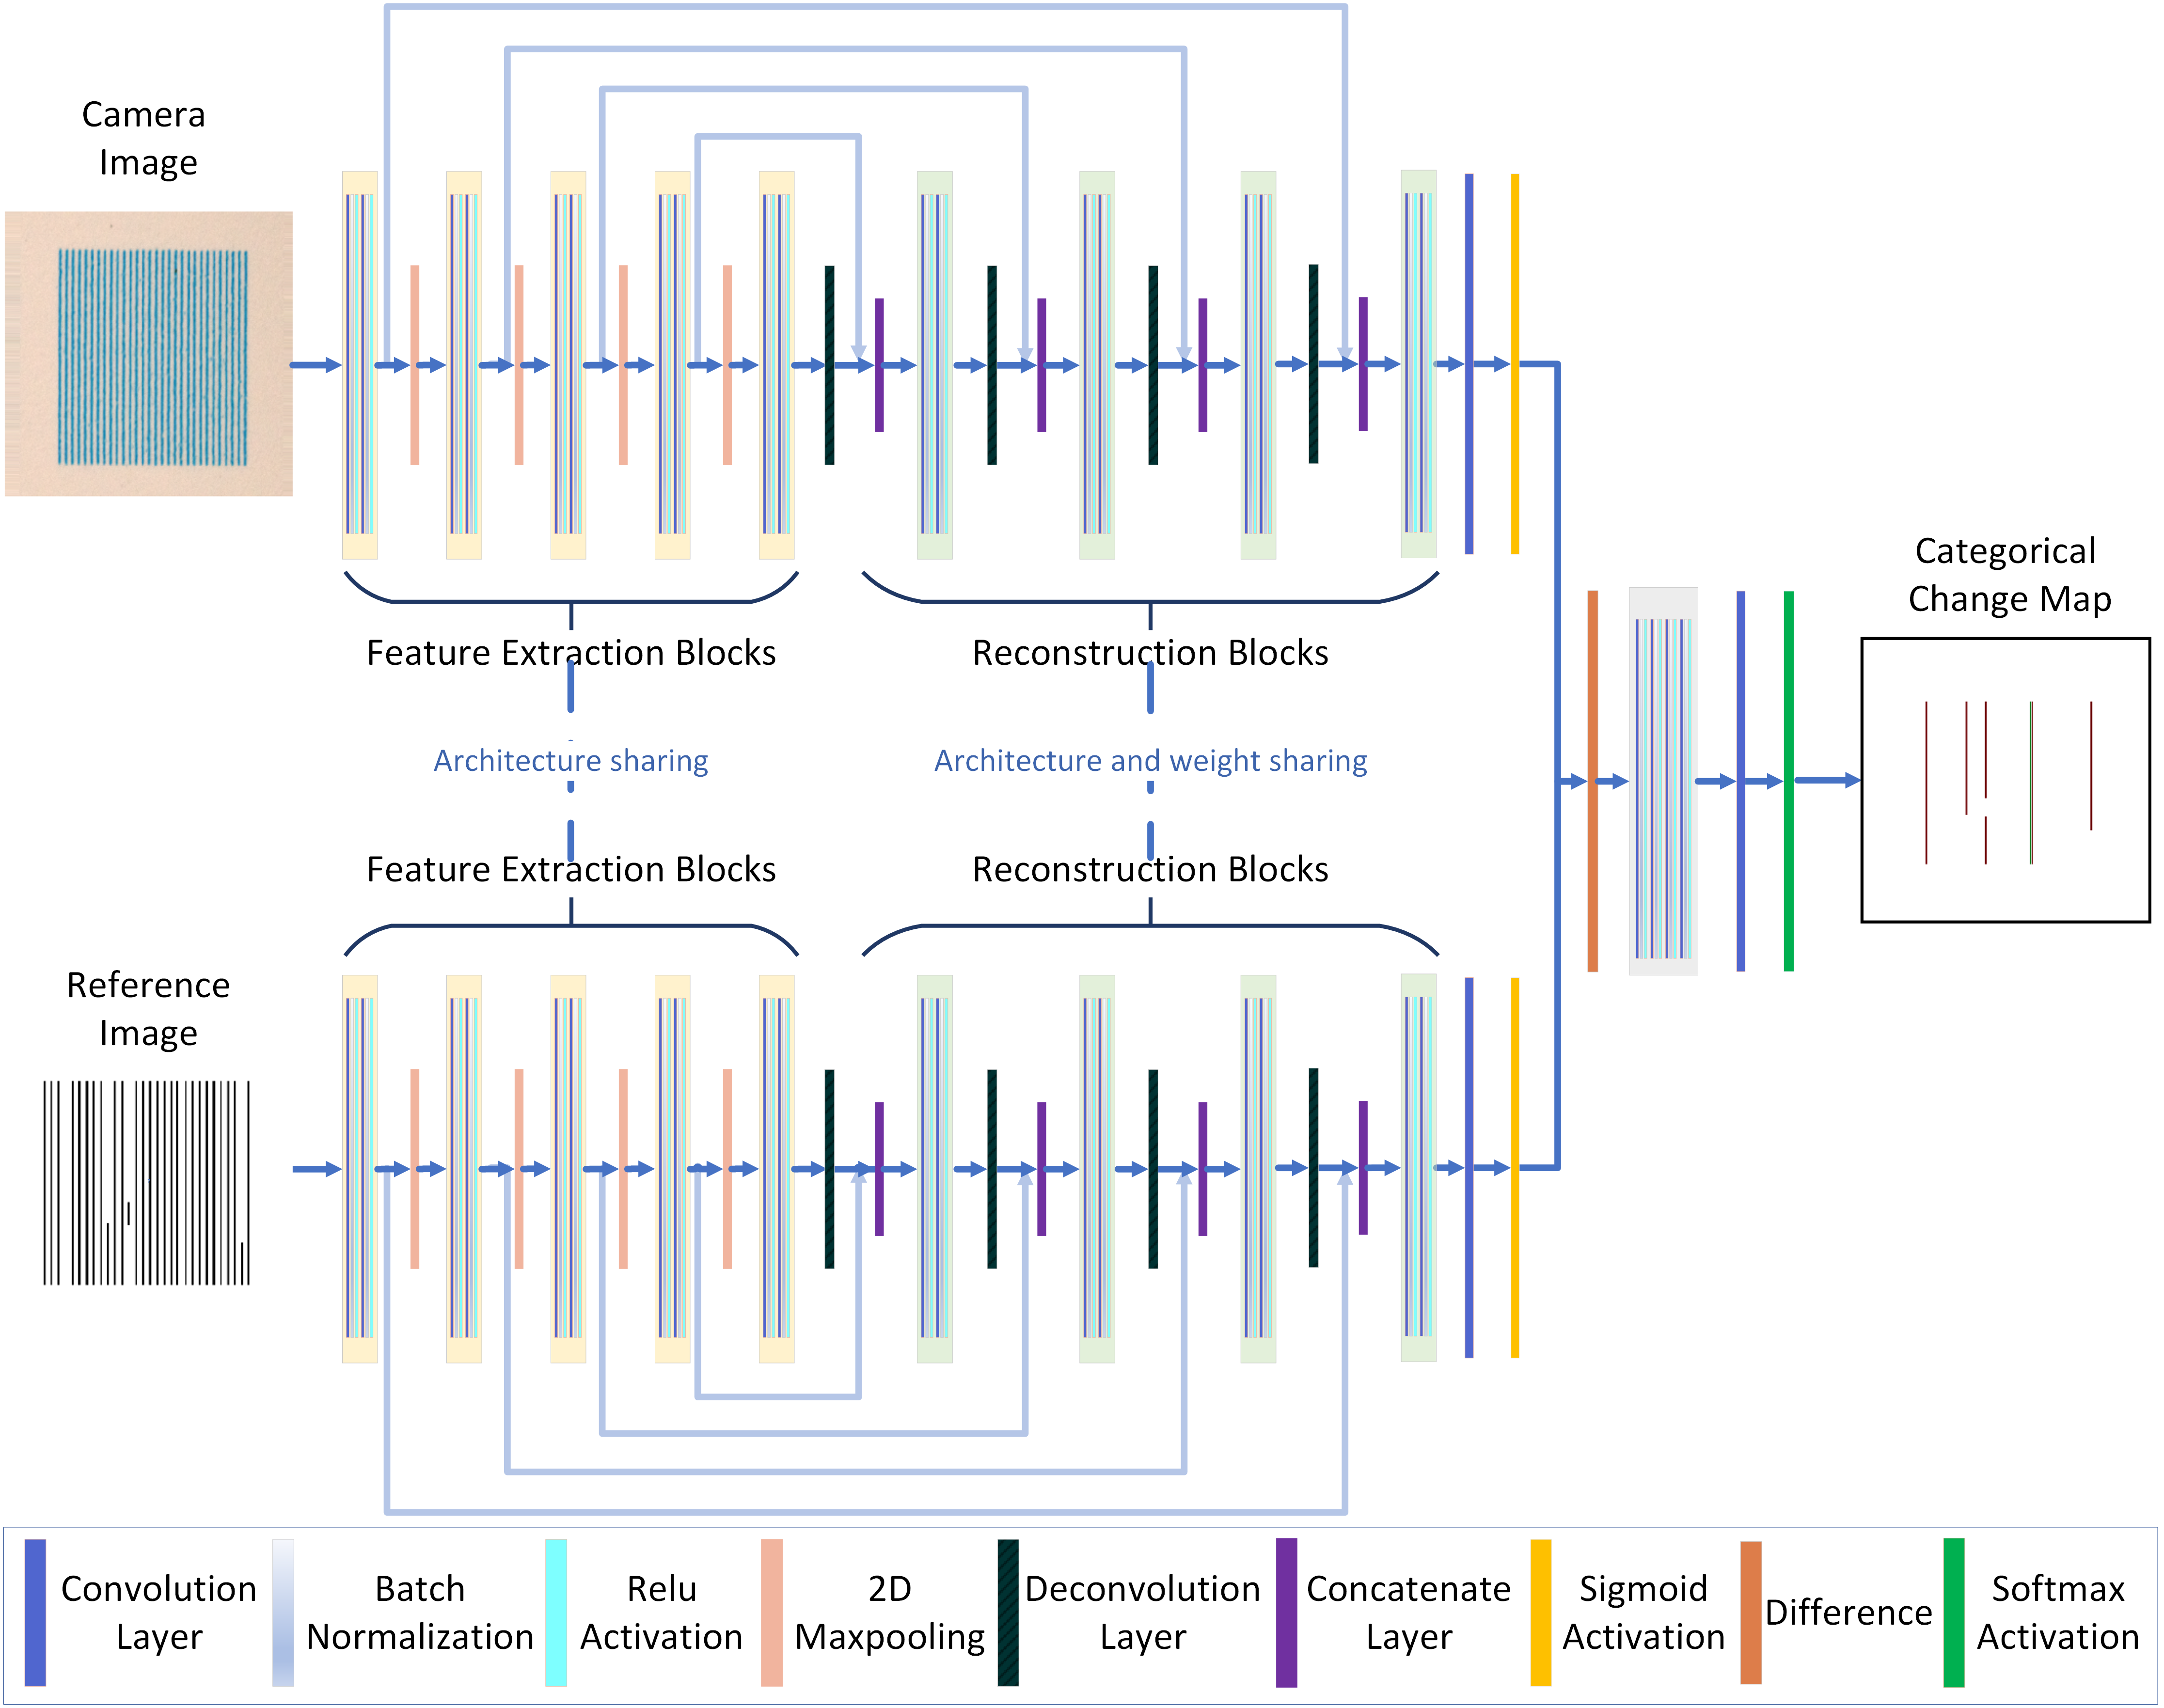 Camera
Image
Feature Extraction Blocks
Reconstruction Blocks
Architecture sharing
Architecture and weight sharing
Feature Extraction Blocks
Reconstruction Blocks
Reference
Image
Categorical
Change Map
Convolution
Layer
Batch
Normalization
Relu
Activation
2D
Maxpooling
Deconvolution
Layer
Concatenate
Layer
Sigmoid
Activation
Difference
Softmax
Activation